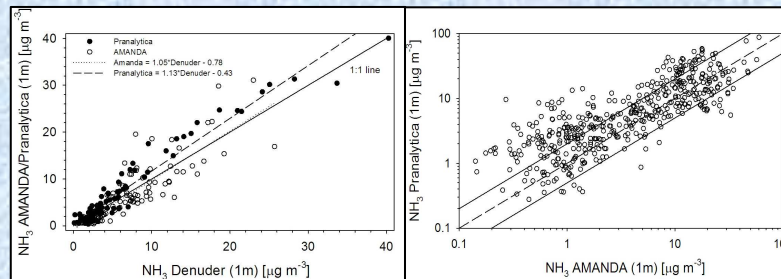 NH₃ AMANDA/Pranalytica (1m) [µg m⁻³]
40
30
20
10
0
● Pranalytica
○ AMANDA
Amanda = 1.05*Denuder - 0.78
Pranalytica = 1.13*Denuder - 0.43
1:1 line
0 10 20 30 40
NH₃ Denuder (1m) [µg m⁻³]
NH₃ Pranalytica (1m) [µg m⁻³]
100
10
1
0.1
0.1 1 10
NH₃ AMANDA (1m) [µg m⁻³]